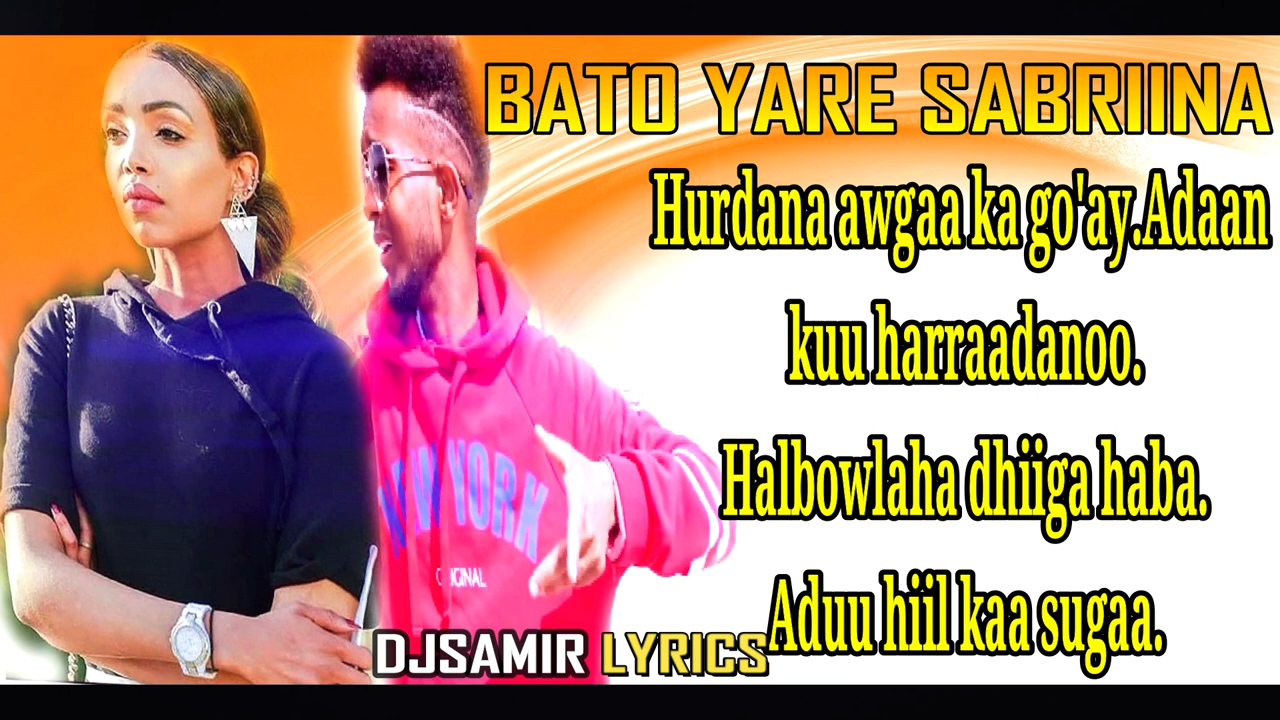 BATO YARE SABRIINA
Hurdana awgaa ka go'ay.Adaan
kuu harraadanoo.
Halbowlaha dhiiga haba.
Aduu hiil kaa sugaa.
NEW YORK
ORIGINAL
DJSAMIR LYRICS